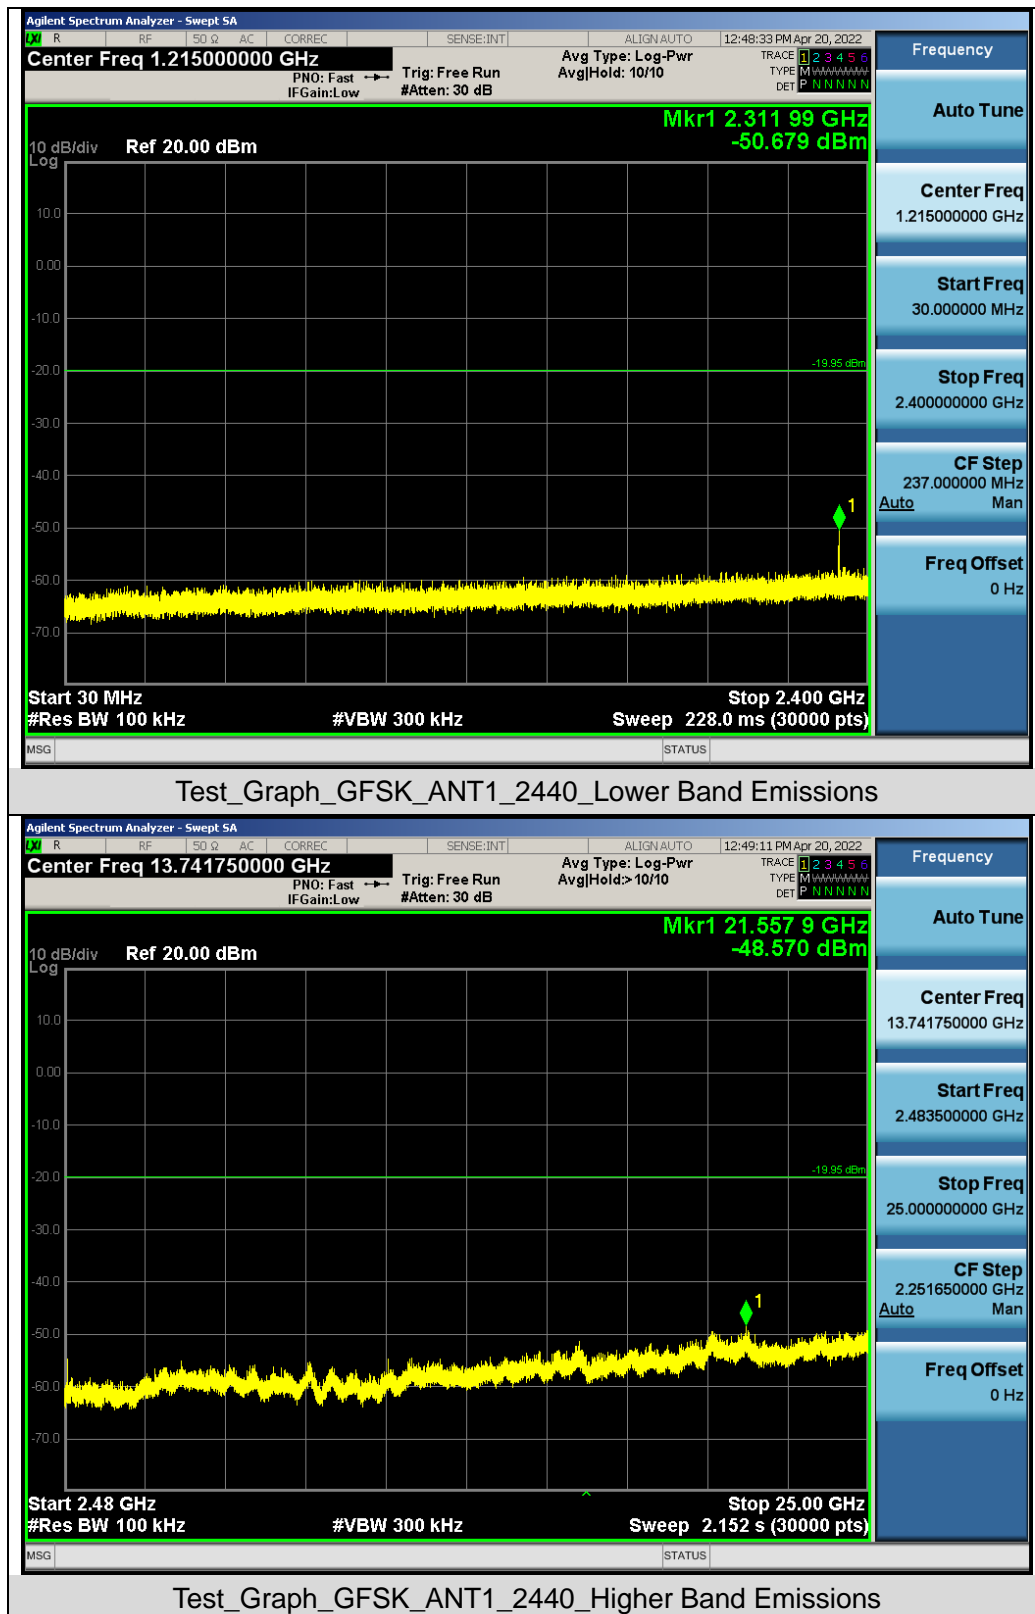 Agilent Spectrum Analyzer - Swept SA
LXI R RF 50 Ω AC CORREC SENSE:INT ALIGN AUTO 12:48:33 PM Apr 20, 2022
Center Freq 1.215000000 GHz
PNO: Fast
IFGain:Low
Trig: Free Run
#Atten: 30 dB
Avg Type: Log-Pwr
Avg|Hold: 10/10
TRACE 1 2 3 4 5 6
TYPE M WWWWW
DET P N N N N N
Mkr1 2.311 99 GHz
-50.679 dBm
10 dB/div Ref 20.00 dBm
Log
10.0
0.00
-10.0
-19.95 dBm
-20.0
-30.0
-40.0
1
-50.0
-60.0
-70.0
Start 30 MHz Stop 2.400 GHz
#Res BW 100 kHz #VBW 300 kHz Sweep 228.0 ms (30000 pts)
MSG STATUS
Frequency
Auto Tune
Center Freq
1.215000000 GHz
Start Freq
30.000000 MHz
Stop Freq
2.400000000 GHz
CF Step
237.000000 MHz
Auto Man
Freq Offset
0 Hz
Test_Graph_GFSK_ANT1_2440_Lower Band Emissions
Agilent Spectrum Analyzer - Swept SA
LXI R RF 50 Ω AC CORREC SENSE:INT ALIGN AUTO 12:49:11 PM Apr 20, 2022
Center Freq 13.741750000 GHz
PNO: Fast
IFGain:Low
Trig: Free Run
#Atten: 30 dB
Avg Type: Log-Pwr
Avg|Hold:>10/10
TRACE 1 2 3 4 5 6
TYPE M WWWWW
DET P N N N N N
Mkr1 21.557 9 GHz
-48.570 dBm
10 dB/div Ref 20.00 dBm
Log
10.0
0.00
-10.0
-19.95 dBm
-20.0
-30.0
-40.0
1
-50.0
-60.0
-70.0
Start 2.48 GHz Stop 25.00 GHz
#Res BW 100 kHz #VBW 300 kHz Sweep 2.152 s (30000 pts)
MSG STATUS
Frequency
Auto Tune
Center Freq
13.741750000 GHz
Start Freq
2.483500000 GHz
Stop Freq
25.000000000 GHz
CF Step
2.251650000 GHz
Auto Man
Freq Offset
0 Hz
Test_Graph_GFSK_ANT1_2440_Higher Band Emissions